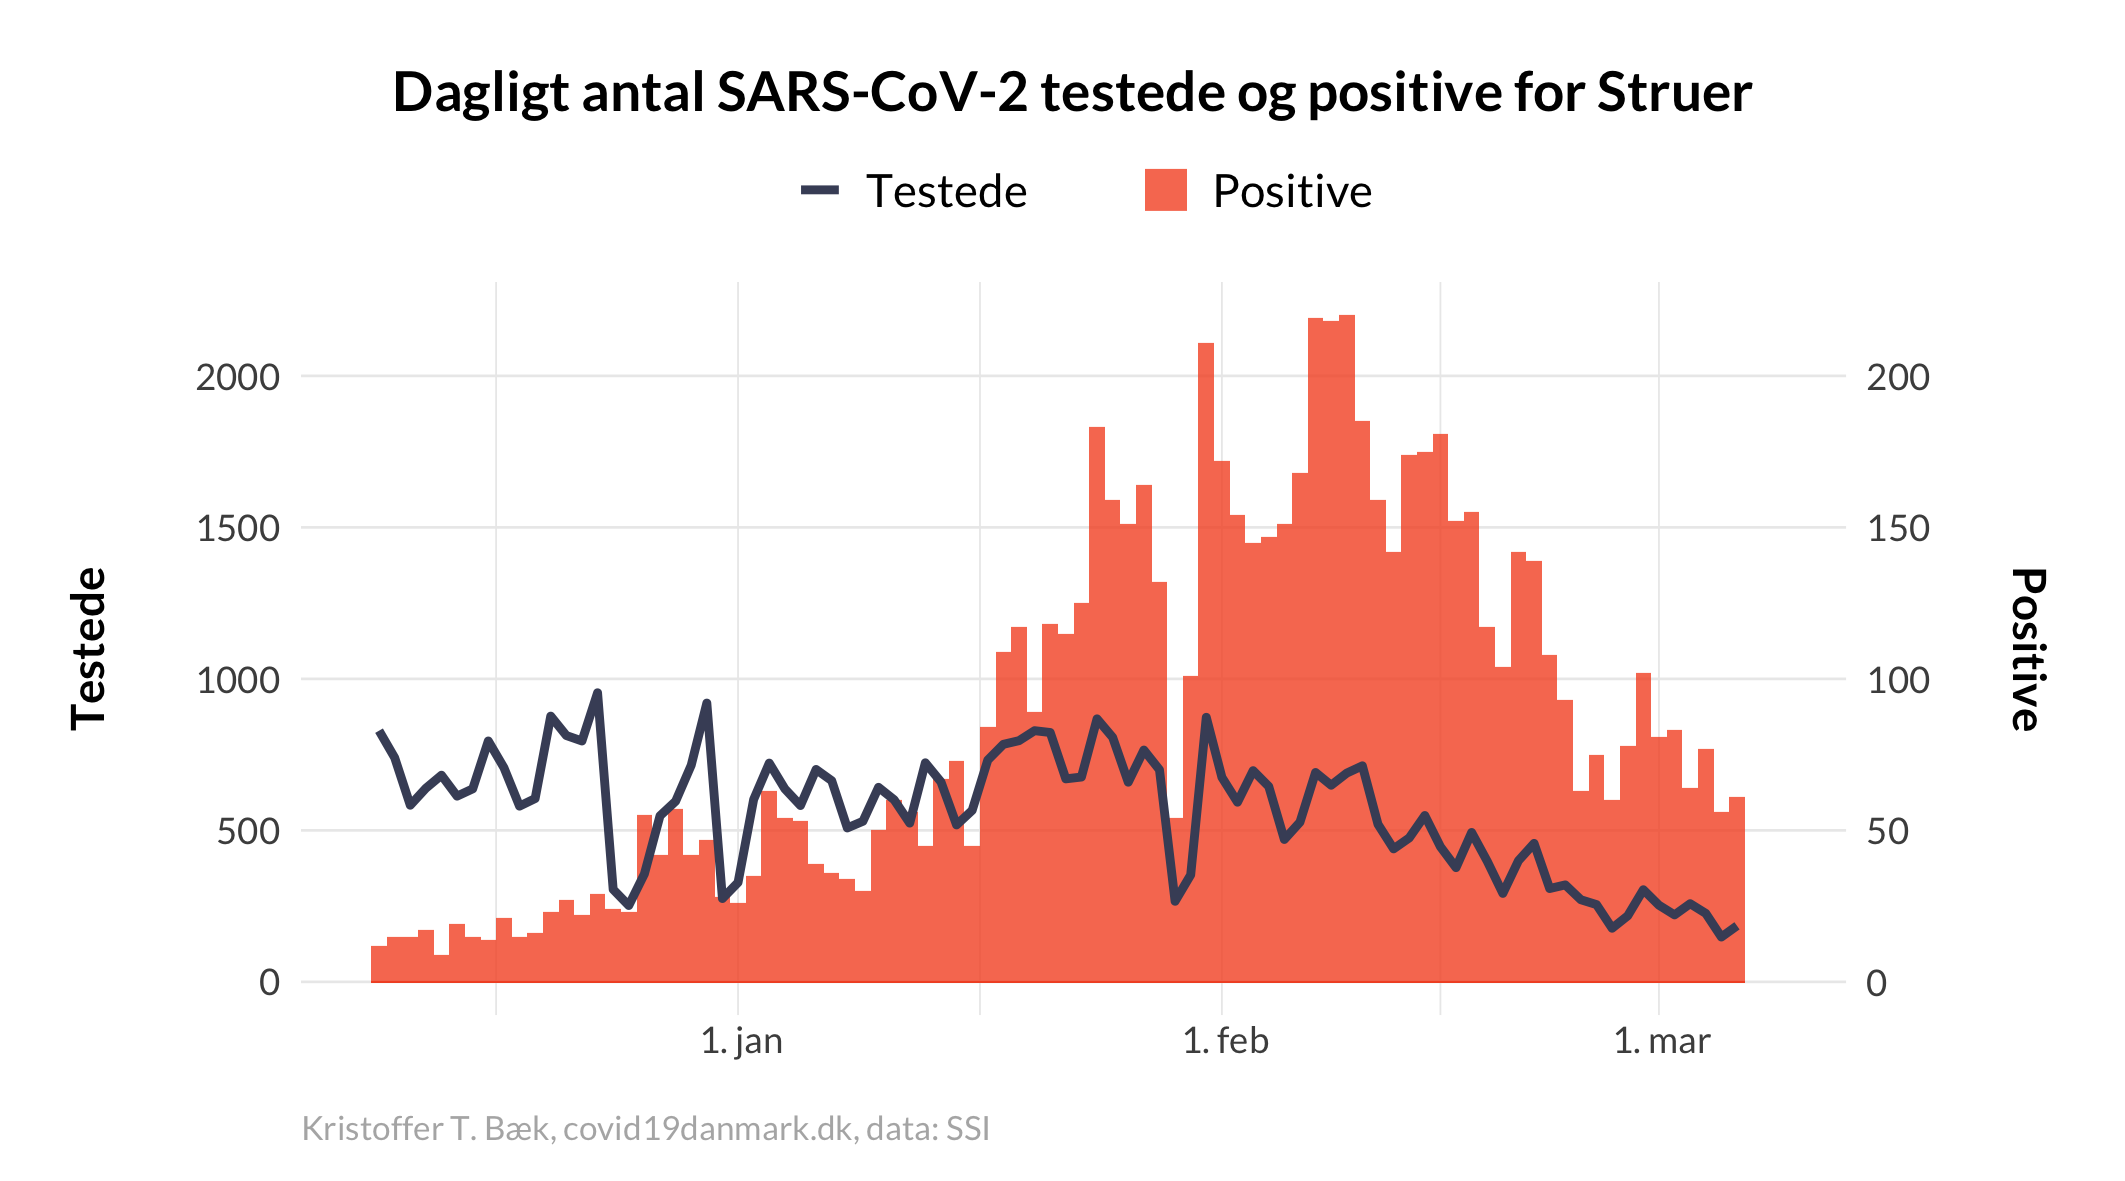 Dagligt antal SARS-CoV-2 testede og positive for Struer
Testede
Positive
2000
1500
1000
500
0
Testede
200
150
100
50
0
Positive
1. jan
1. feb
1. mar
Kristoffer T. Bæk, covid19danmark.dk, data: SSI